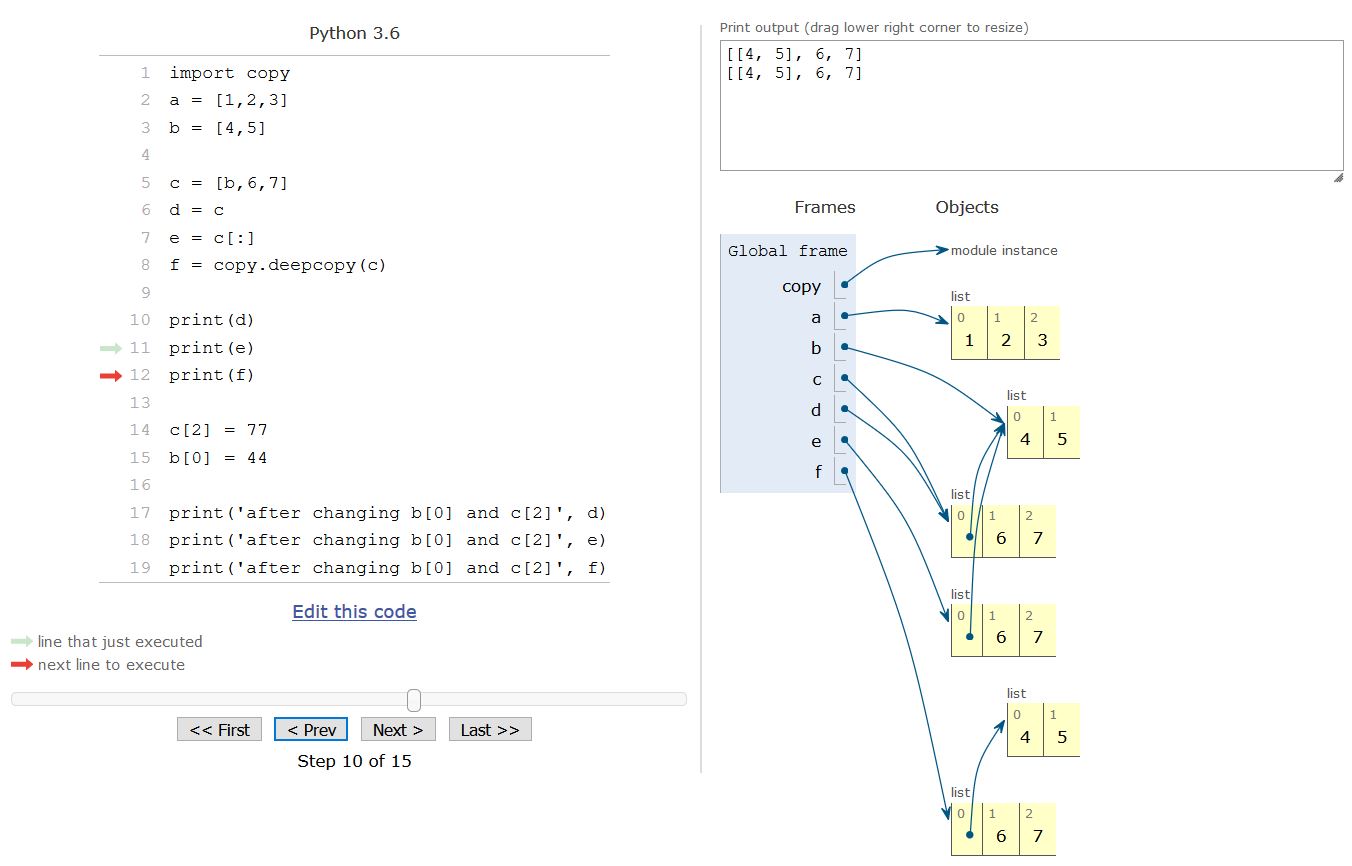 Python 3.6
1 import copy
2 a = [1,2,3]
3 b = [4,5]
4
5 c = [b,6,7]
6 d = c
7 e = c[:]
8 f = copy.deepcopy(c)
9
10 print(d)
11 print(e)
12 print(f)
13
14 c[2] = 77
15 b[0] = 44
16
17 print('after changing b[0] and c[2]', d)
18 print('after changing b[0] and c[2]', e)
19 print('after changing b[0] and c[2]', f)
Edit this code
line that just executed
next line to execute
<< First < Prev Next > Last >>
Step 10 of 15
Print output (drag lower right corner to resize)
[[4, 5], 6, 7]
[[4, 5], 6, 7]
Frames Objects
Global frame
copy
a
b
c
d
e
f
module instance
list
0 1 2
1 2 3
list
0 1
4 5
list
0 1 2
6 7
list
0 1 2
6 7
list
0 1
4 5
list
0 1 2
6 7